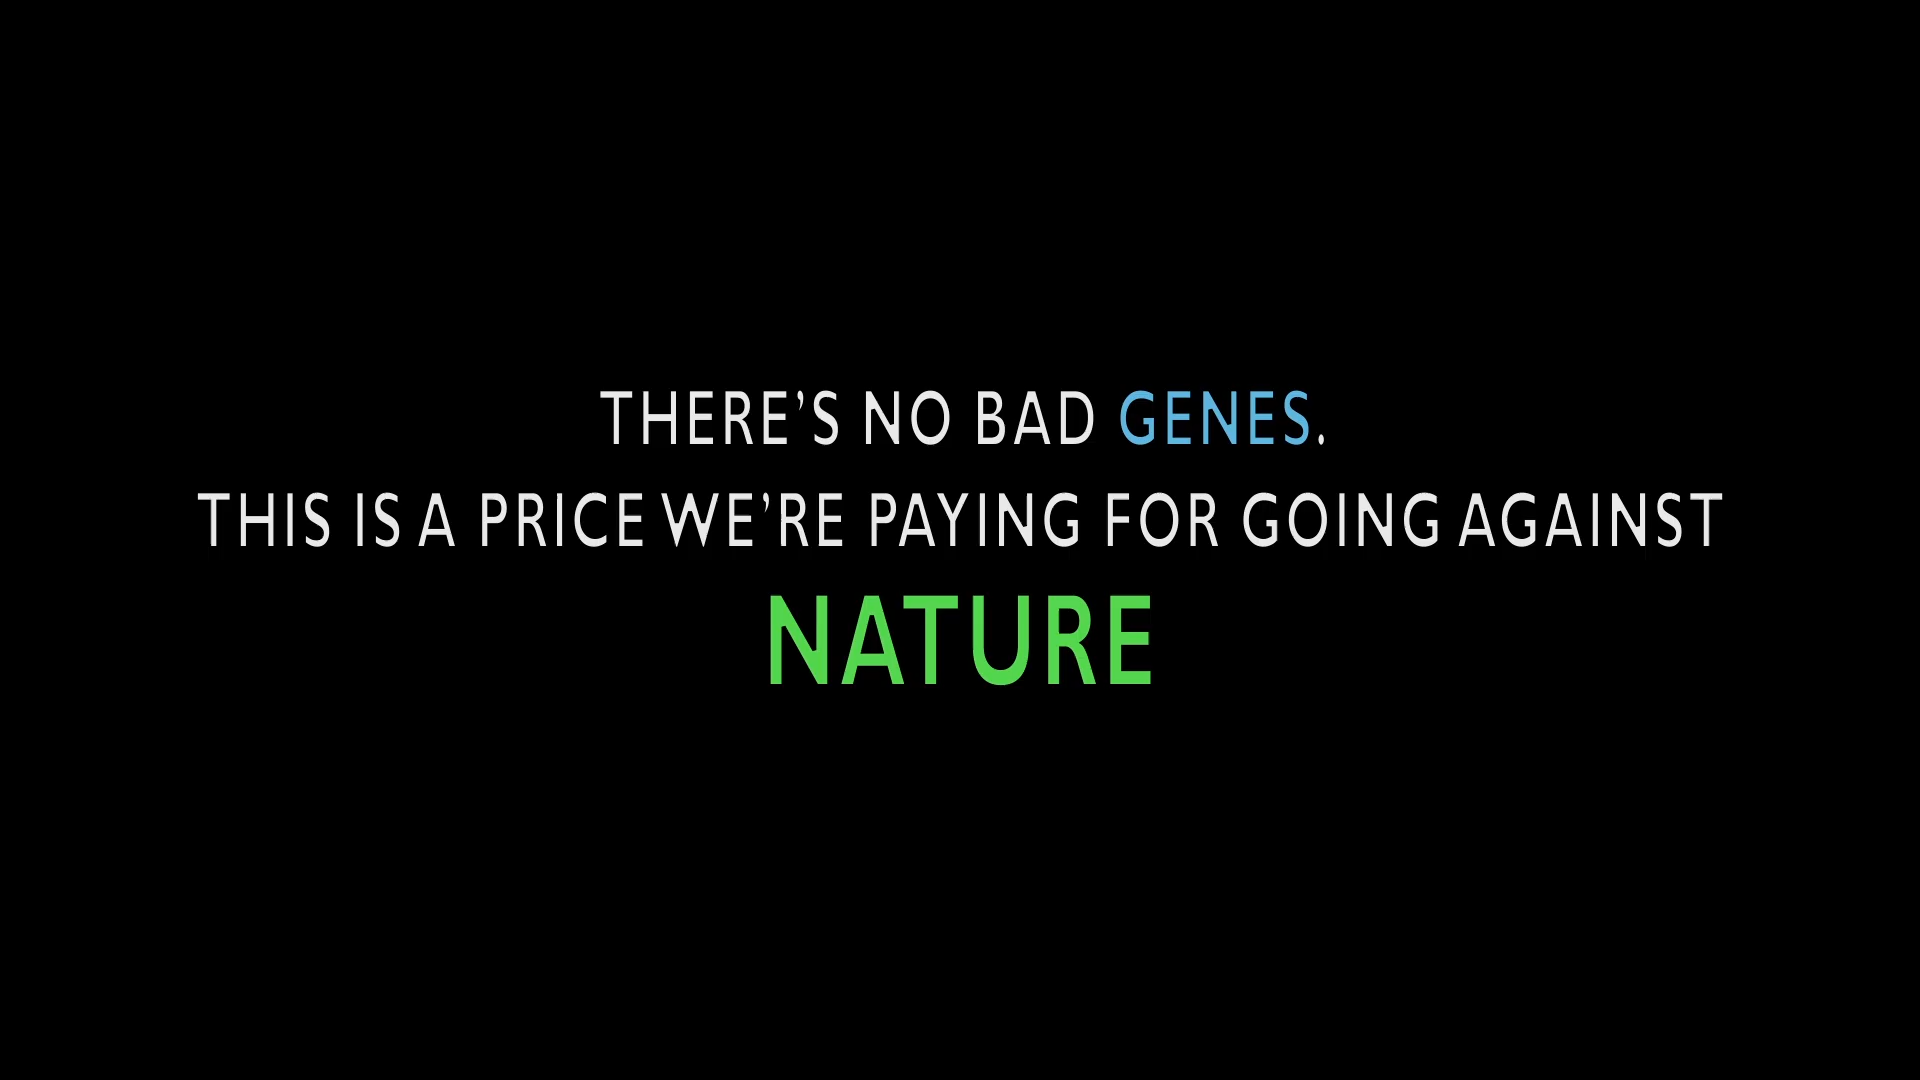 THERE’S NO BAD GENES.
THIS IS A PRICE WE’RE PAYING FOR GOING AGAINST
NATURE